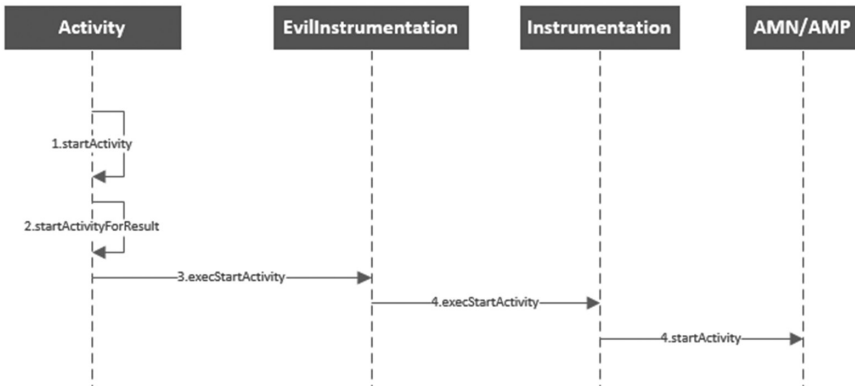 Activity
EvilInstrumentation
Instrumentation
AMN/AMP
1.startActivity
2.startActivityForResult
3.execStartActivity
4.execStartActivity
4.startActivity